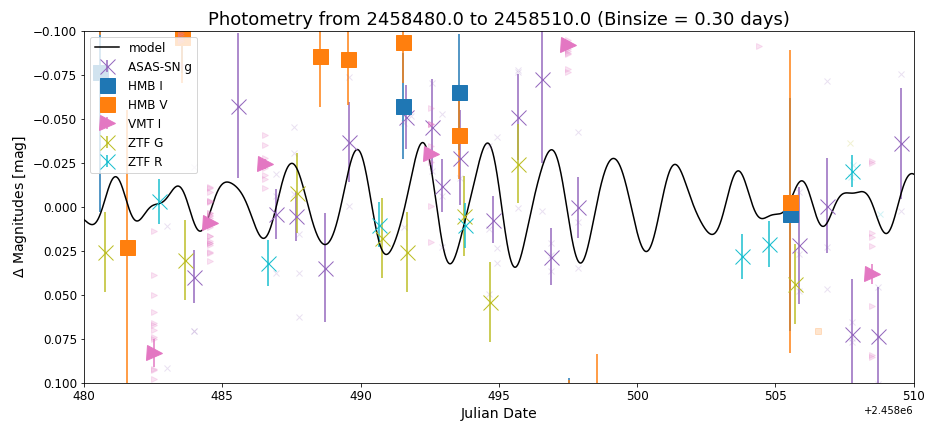 Photometry from 2458480.0 to 2458510.0 (Binsize = 0.30 days)
−0.100
−0.075
−0.050
−0.025
0.000
0.025
0.050
0.075
0.100
Δ Magnitudes [mag]
model
ASAS-SN g
HMB I
HMB V
VMT I
ZTF G
ZTF R
480
485
490
495
500
505
510
+2.458e6
Julian Date